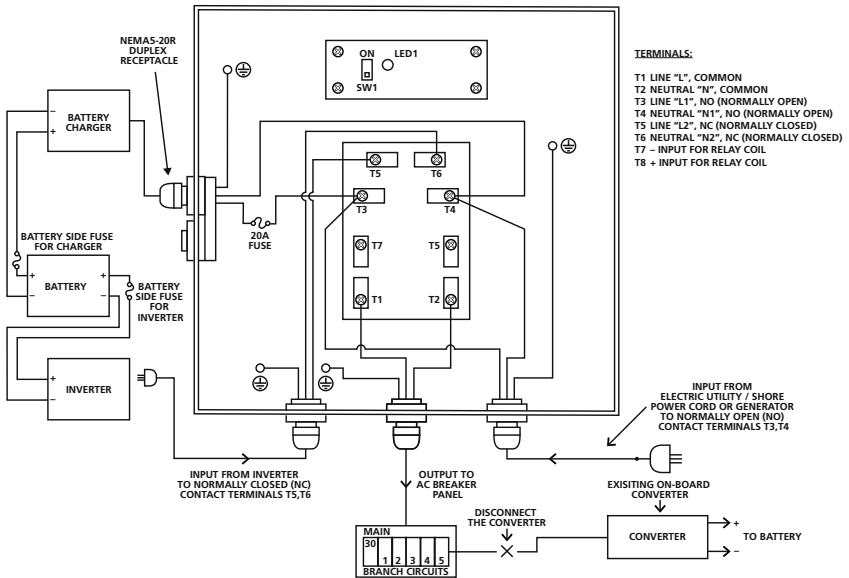 NEMA5-20R
DUPLEX
RECEPTACLE
ON
LED1
SW1
TERMINALS:
T1 LINE "L", COMMON
T2 NEUTRAL "N", COMMON
T3 LINE "L1", NO (NORMALLY OPEN)
T4 NEUTRAL "N1", NO (NORMALLY OPEN)
T5 LINE "L2", NC (NORMALLY CLOSED)
T6 NEUTRAL "N2", NC (NORMALLY CLOSED)
T7 – INPUT FOR RELAY COIL
T8 + INPUT FOR RELAY COIL
–
+
BATTERY
CHARGER
T5
T6
T3
T4
20A
FUSE
T7
T5
T1
T2
BATTERY SIDE FUSE
FOR CHARGER
+
–
BATTERY
+
–
BATTERY
SIDE FUSE
FOR
INVERTER
+
–
INVERTER
INPUT FROM INVERTER
TO NORMALLY CLOSED (NC)
CONTACT TERMINALS T5,T6
OUTPUT TO
AC BREAKER
PANEL
INPUT FROM
ELECTRIC UTILITY / SHORE
POWER CORD OR GENERATOR
TO NORMALLY OPEN (NO)
CONTACT TERMINALS T3,T4
EXISITING ON-BOARD
CONVERTER
DISCONNECT
THE CONVERTER
CONVERTER
+
–
TO BATTERY
MAIN
30
1 2 3 4 5
BRANCH CIRCUITS